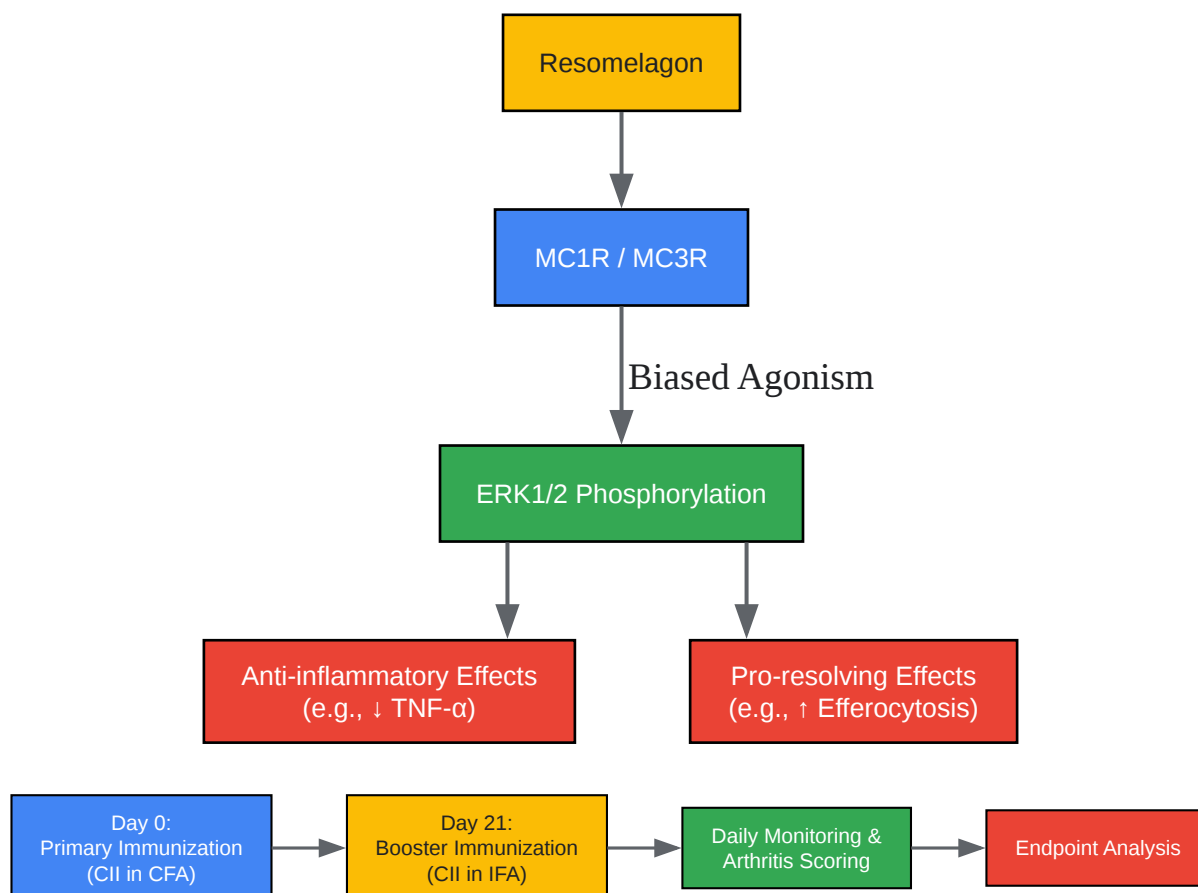 Resomelagon
MC1R / MC3R
Biased Agonism
ERK1/2 Phosphorylation
Anti-inflammatory Effects
(e.g., ↓ TNF-α)
Pro-resolving Effects
(e.g., ↑ Efferocytosis)
Day 0:
Primary Immunization
(CII in CFA)
Day 21:
Booster Immunization
(CII in IFA)
Daily Monitoring &
Arthritis Scoring
Endpoint Analysis